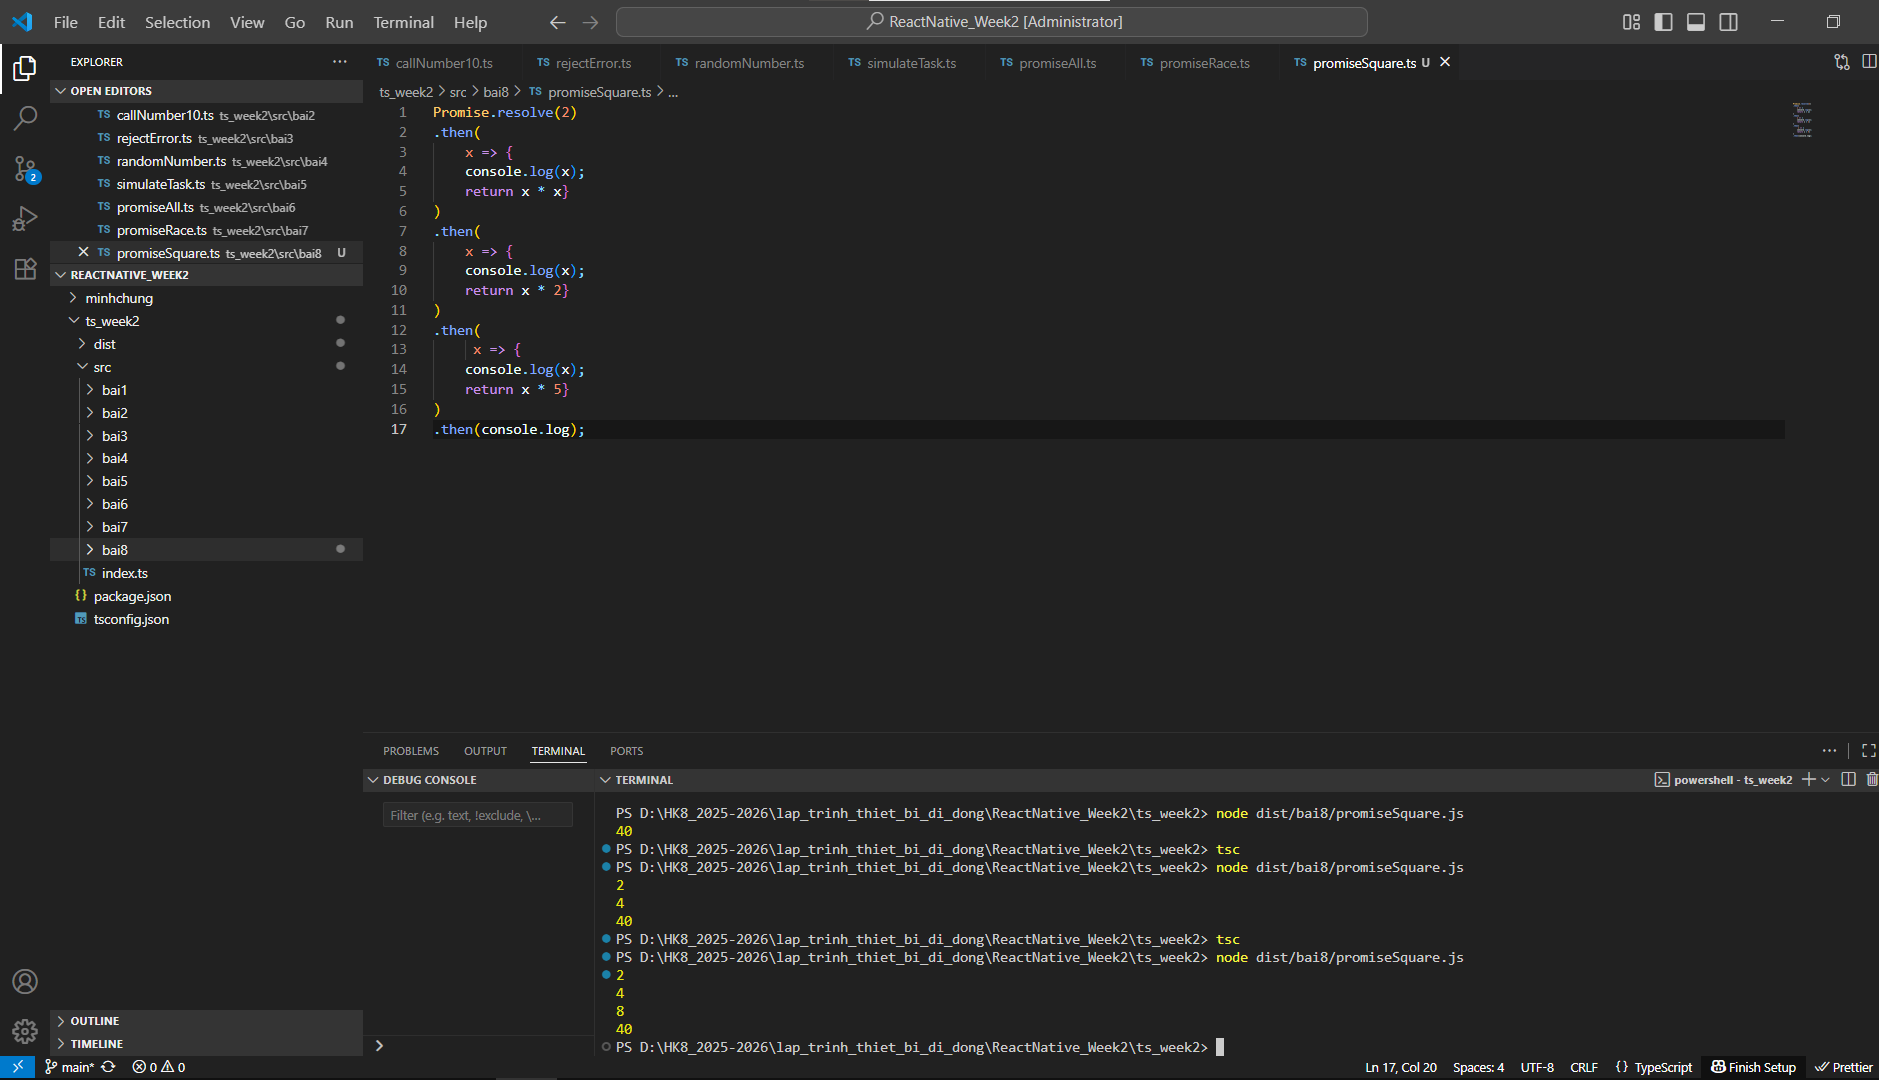 File Edit Selection View Go Run Terminal Help
ReactNative_Week2 [Administrator]
EXPLORER
OPEN EDITORS
TS callNumber10.ts ts_week2\src\bai2
TS rejectError.ts ts_week2\src\bai3
TS randomNumber.ts ts_week2\src\bai4
TS simulateTask.ts ts_week2\src\bai5
TS promiseAll.ts ts_week2\src\bai6
TS promiseRace.ts ts_week2\src\bai7
TS promiseSquare.ts ts_week2\src\bai8 U
REACTNATIVE_WEEK2
minhchung
ts_week2
dist
src
bai1
bai2
bai3
bai4
bai5
bai6
bai7
bai8
TS index.ts
{} package.json
TS tsconfig.json
OUTLINE
TIMELINE
2
TS callNumber10.ts TS rejectError.ts TS randomNumber.ts TS simulateTask.ts TS promiseAll.ts TS promiseRace.ts TS promiseSquare.ts U
ts_week2 > src > bai8 > TS promiseSquare.ts > ...
1 Promise.resolve(2)
2 .then(
3     x => {
4     console.log(x);
5     return x * x}
6 )
7 .then(
8     x => {
9     console.log(x);
10     return x * 2}
11 )
12 .then(
13      x => {
14     console.log(x);
15     return x * 5}
16 )
17 .then(console.log);
PROBLEMS OUTPUT TERMINAL PORTS
DEBUG CONSOLE
Filter (e.g. text, !exclude, \...
TERMINAL
powershell - ts_week2
PS D:\HK8_2025-2026\lap_trinh_thiet_bi_di_dong\ReactNative_Week2\ts_week2> node dist/bai8/promiseSquare.js
40
PS D:\HK8_2025-2026\lap_trinh_thiet_bi_di_dong\ReactNative_Week2\ts_week2> tsc
PS D:\HK8_2025-2026\lap_trinh_thiet_bi_di_dong\ReactNative_Week2\ts_week2> node dist/bai8/promiseSquare.js
2
4
40
PS D:\HK8_2025-2026\lap_trinh_thiet_bi_di_dong\ReactNative_Week2\ts_week2> tsc
PS D:\HK8_2025-2026\lap_trinh_thiet_bi_di_dong\ReactNative_Week2\ts_week2> node dist/bai8/promiseSquare.js
2
4
8
40
PS D:\HK8_2025-2026\lap_trinh_thiet_bi_di_dong\ReactNative_Week2\ts_week2>
main* 0 0
Ln 17, Col 20 Spaces: 4 UTF-8 CRLF {} TypeScript Finish Setup Prettier